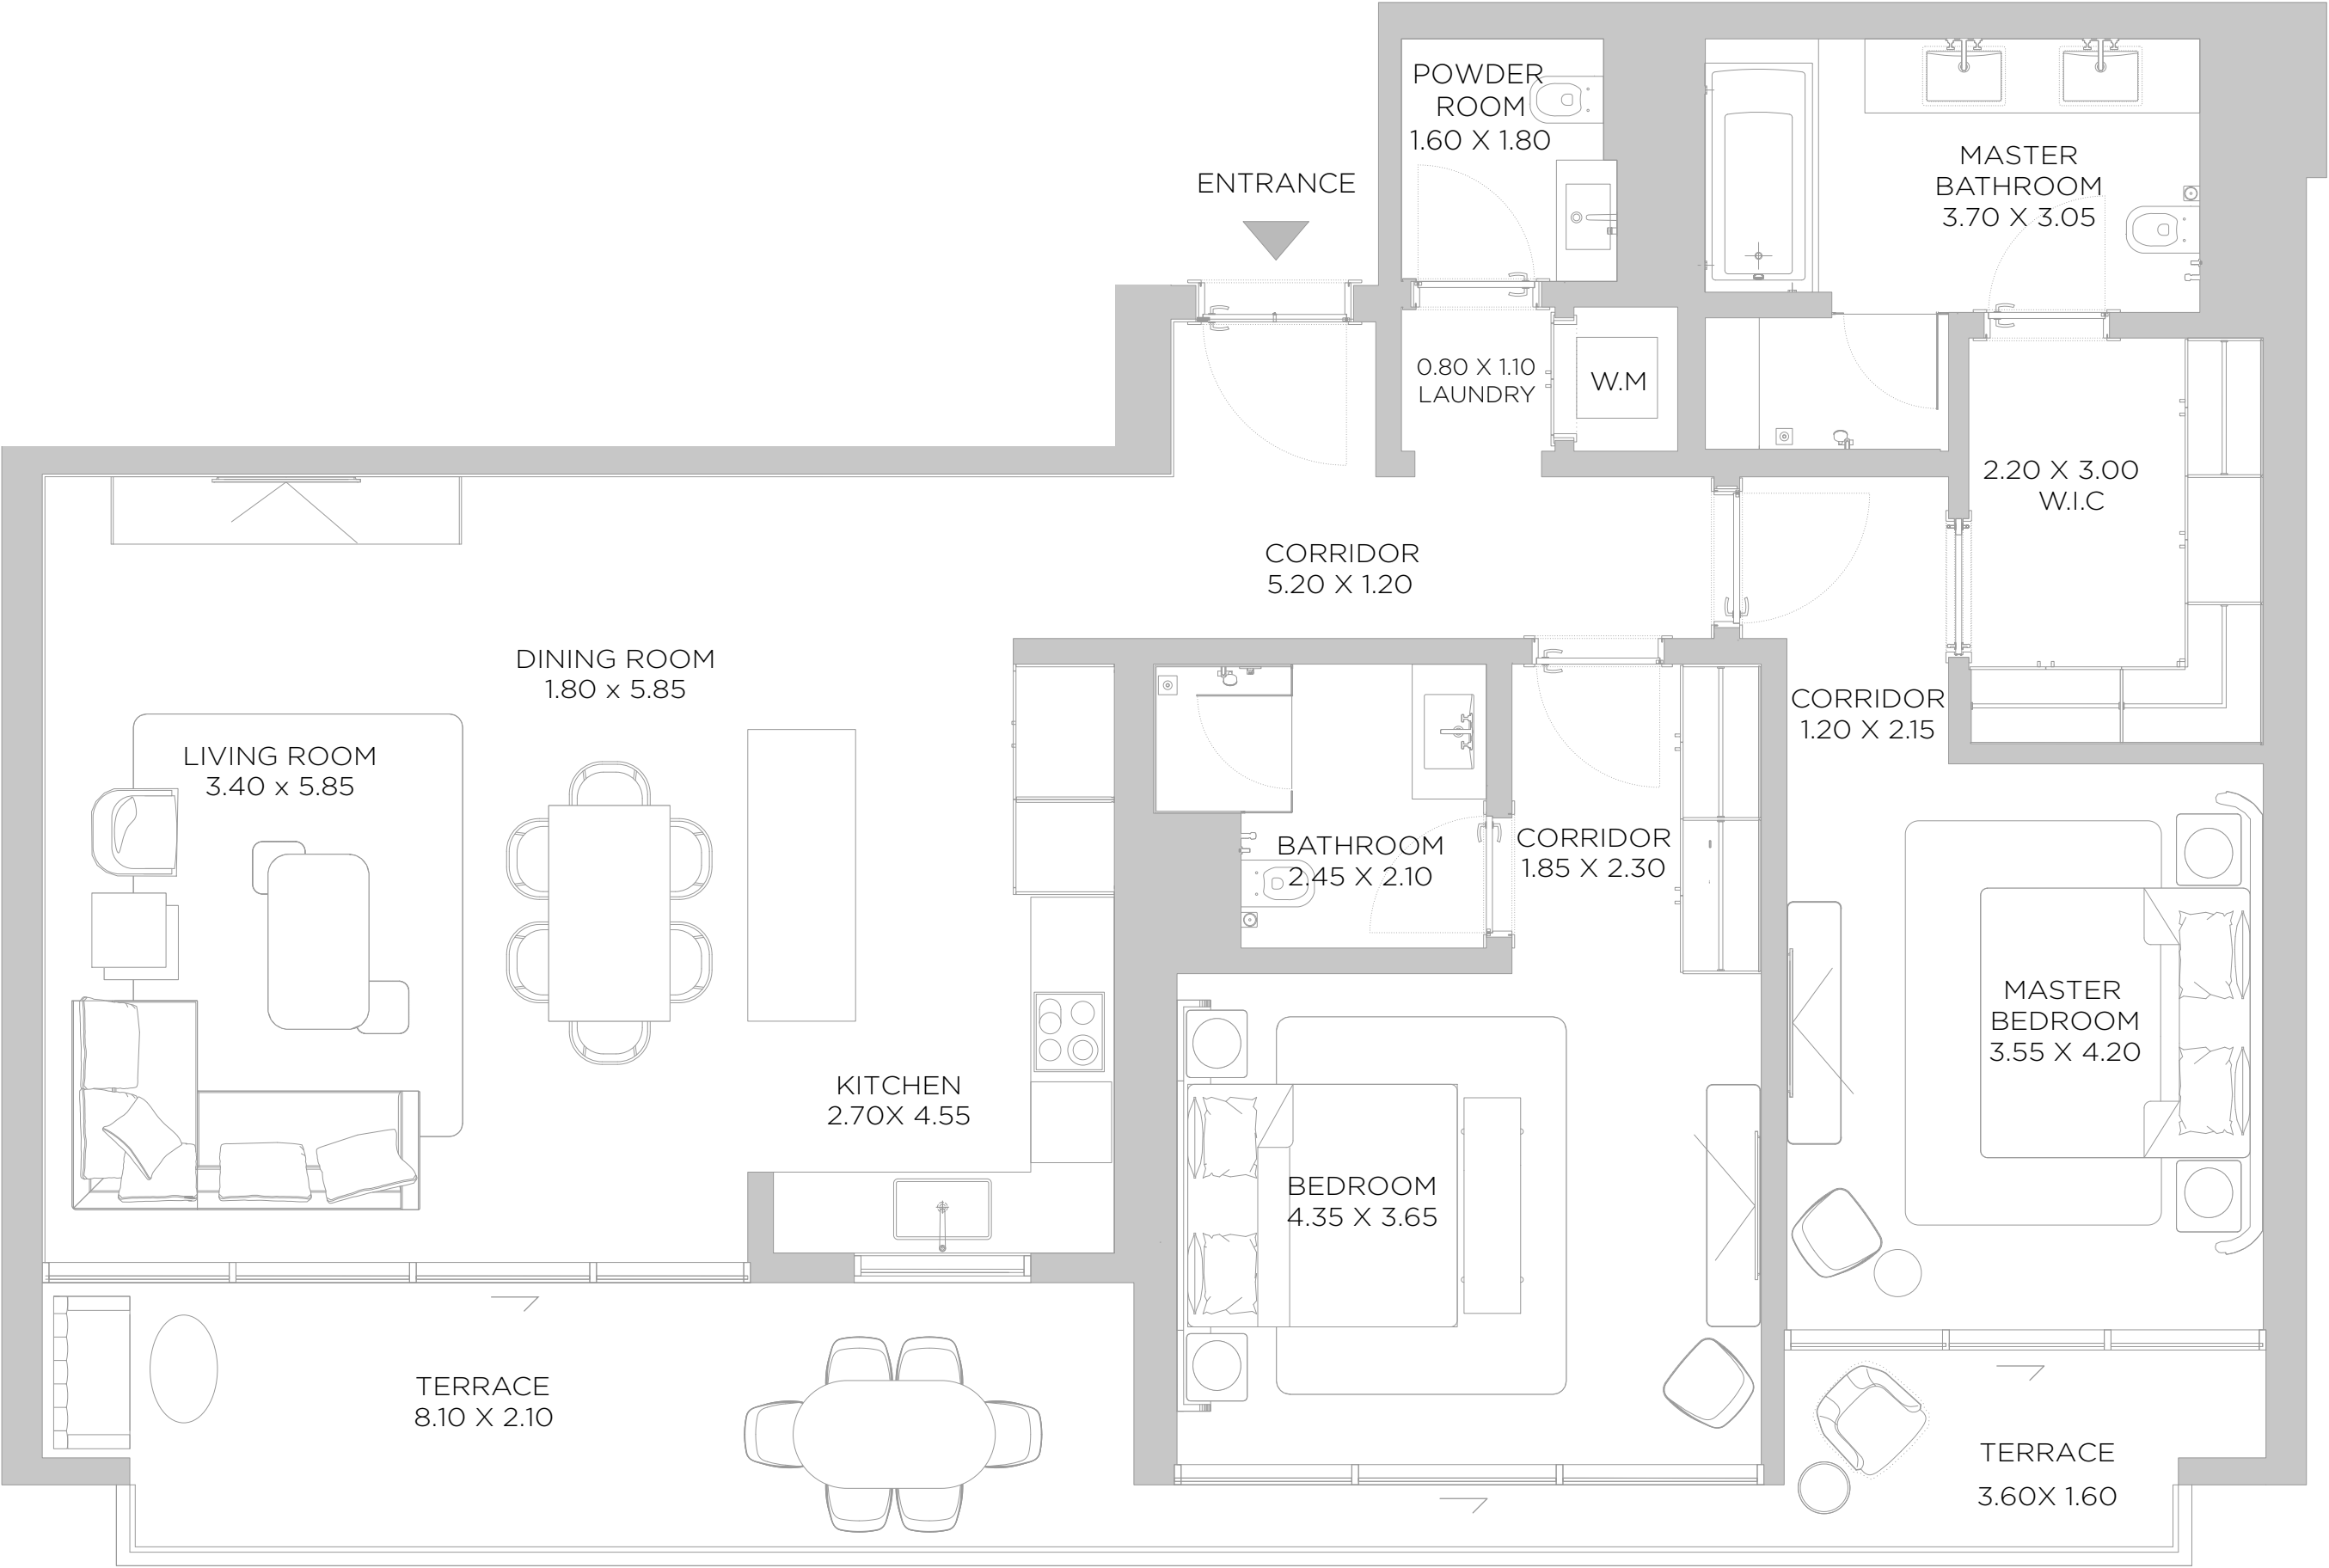 POWDER
ROOM
1.60 X 1.80
MASTER
BATHROOM
3.70 X 3.05
ENTRANCE
0.80 X 1.10
LAUNDRY
W.M
2.20 X 3.00
W.I.C
CORRIDOR
5.20 X 1.20
DINING ROOM
1.80 x 5.85
CORRIDOR
1.20 X 2.15
LIVING ROOM
3.40 x 5.85
BATHROOM
2.45 X 2.10
CORRIDOR
1.85 X 2.30
MASTER
BEDROOM
3.55 X 4.20
KITCHEN
2.70X 4.55
BEDROOM
4.35 X 3.65
TERRACE
8.10 X 2.10
TERRACE
3.60X 1.60